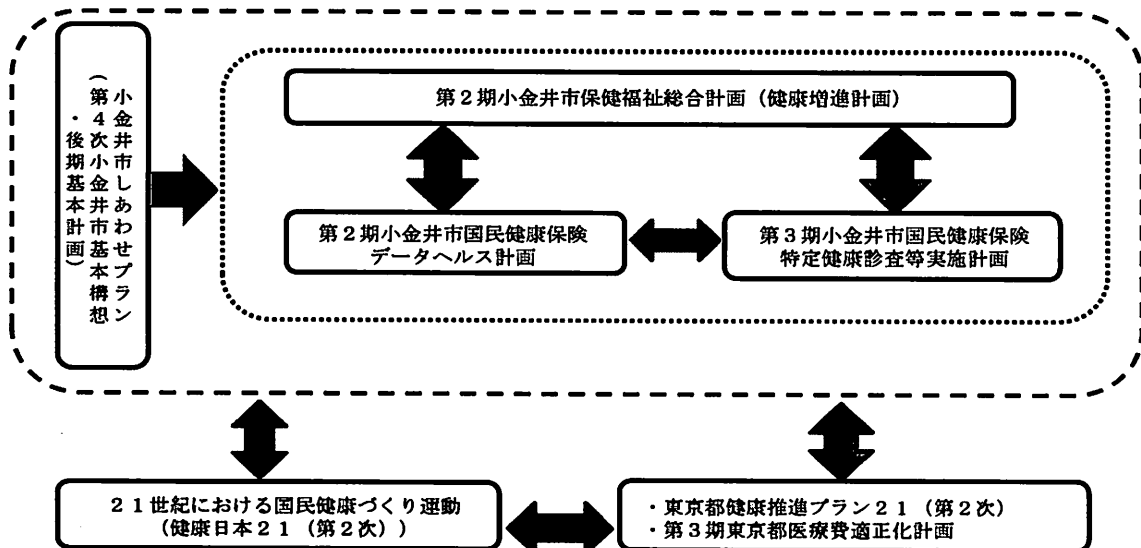 小金井市しあわせプラン
（第４次小金井市基本構想
・後期基本計画）
第２期小金井市保健福祉総合計画（健康増進計画）
第２期小金井市国民健康保険
データヘルス計画
第３期小金井市国民健康保険
特定健康診査等実施計画
２１世紀における国民健康づくり運動
（健康日本２１（第２次））
・東京都健康推進プラン２１（第２次）
・第３期東京都医療費適正化計画